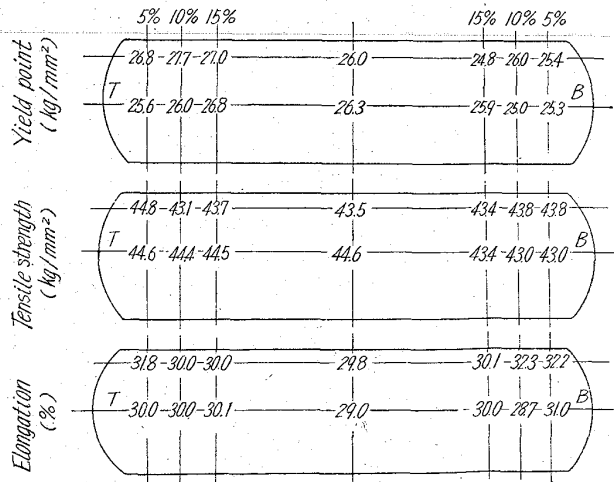 5% 10% 15% 15% 10% 5%
Yield point
(kg/mm²)
26.8 27.7 27.0 26.0 24.8 26.0 25.4
T B
25.6 26.0 26.8 26.3 25.9 25.0 25.3
Tensile strength
(kg/mm²)
44.8 43.1 43.7 43.5 43.4 43.8 43.8
T B
44.6 44.4 44.5 44.6 43.4 43.0 43.0
Elongation
(%)
31.8 30.0 30.0 29.8 30.1 32.3 32.2
T B
30.0 30.0 30.1 29.0 30.0 28.7 31.0